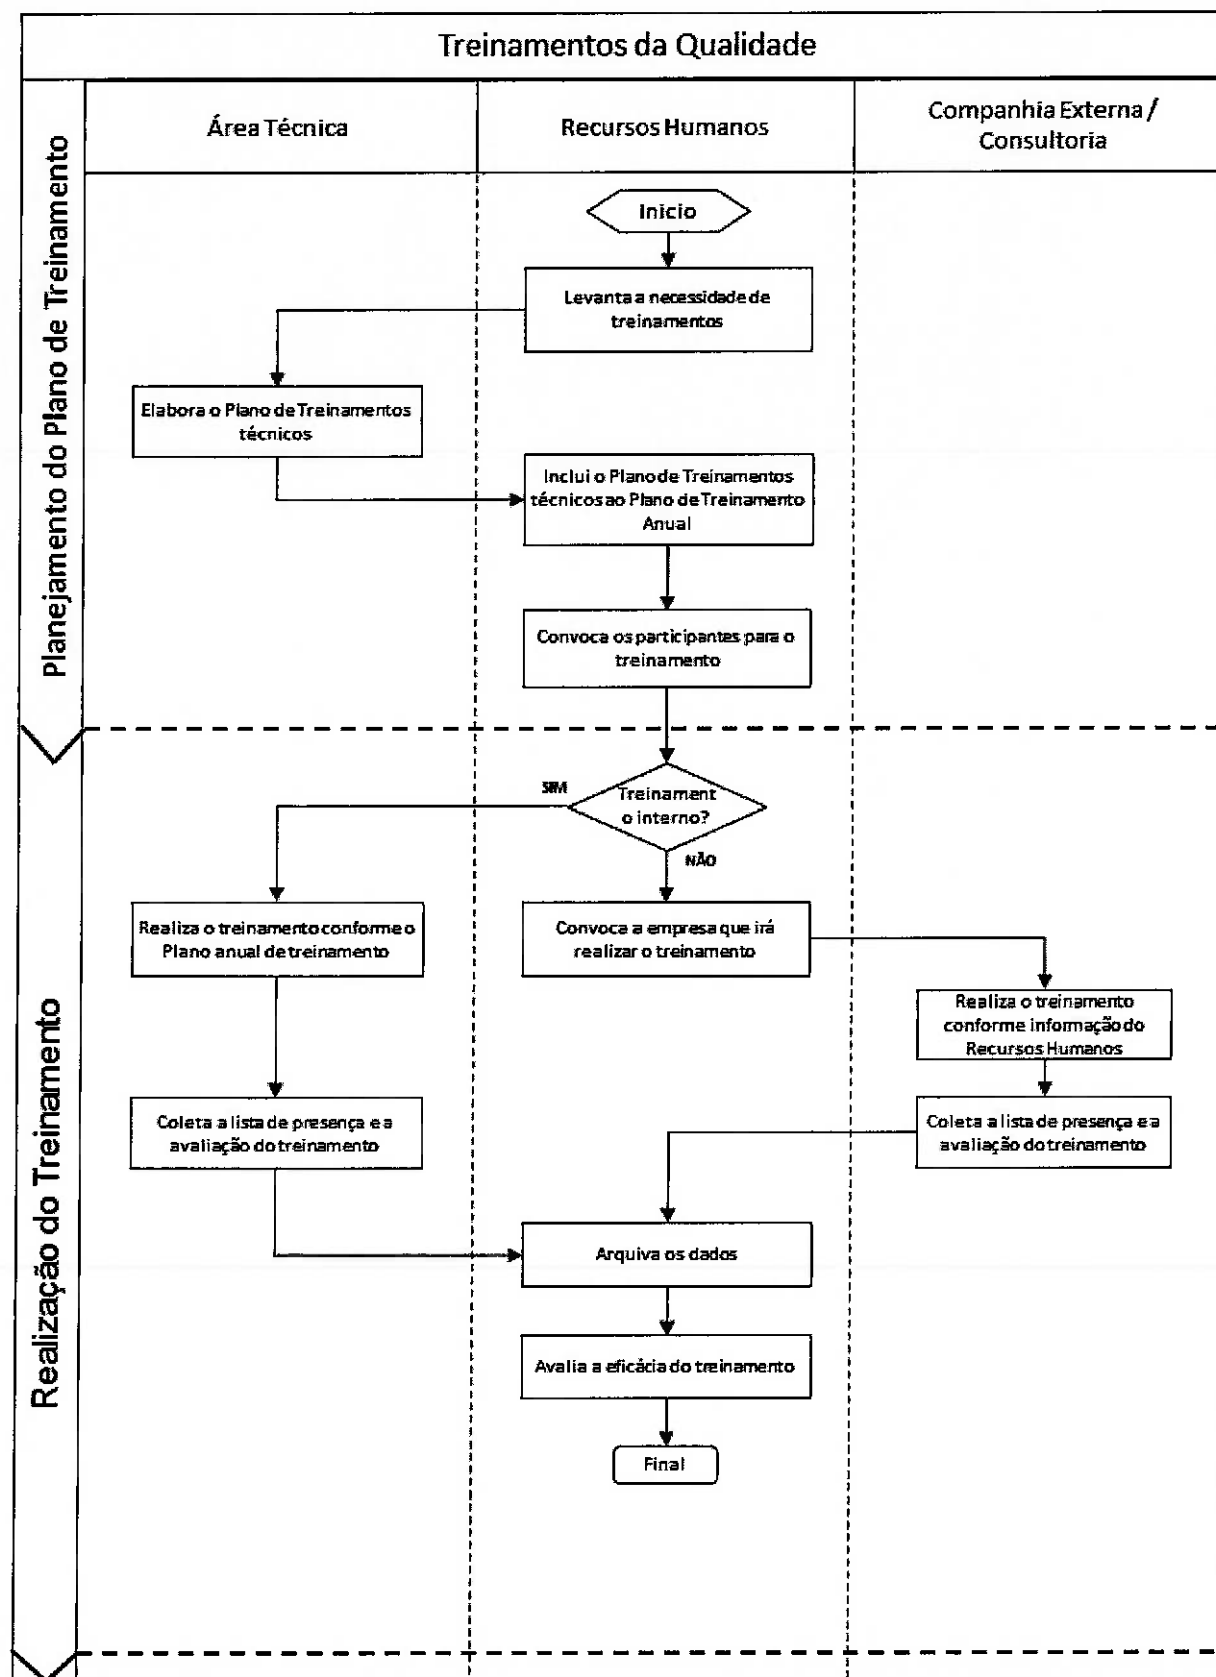 Treinamentos da Qualidade
Planejamento do Plano de Treinamento
Área Técnica
Recursos Humanos
Companhia Externa /
Consultoria
Inicio
Levanta a necessidade de
treinamentos
Elabora o Plano de Treinamentos
técnicos
Inclui o Plano de Treinamentos
técnicos ao Plano de Treinamento
Anual
Convoca os participantes para o
treinamento
Realização do Treinamento
SIM
Treinament
o interno?
NÃO
Realiza o treinamento conforme o
Plano anual de treinamento
Convoca a empresa que irá
realizar o treinamento
Realiza o treinamento
conforme informação do
Recursos Humanos
Coleta a lista de presença e a
avaliação do treinamento
Coleta a lista de presença e a
avaliação do treinamento
Arquiva os dados
Avalia a eficácia do treinamento
Final